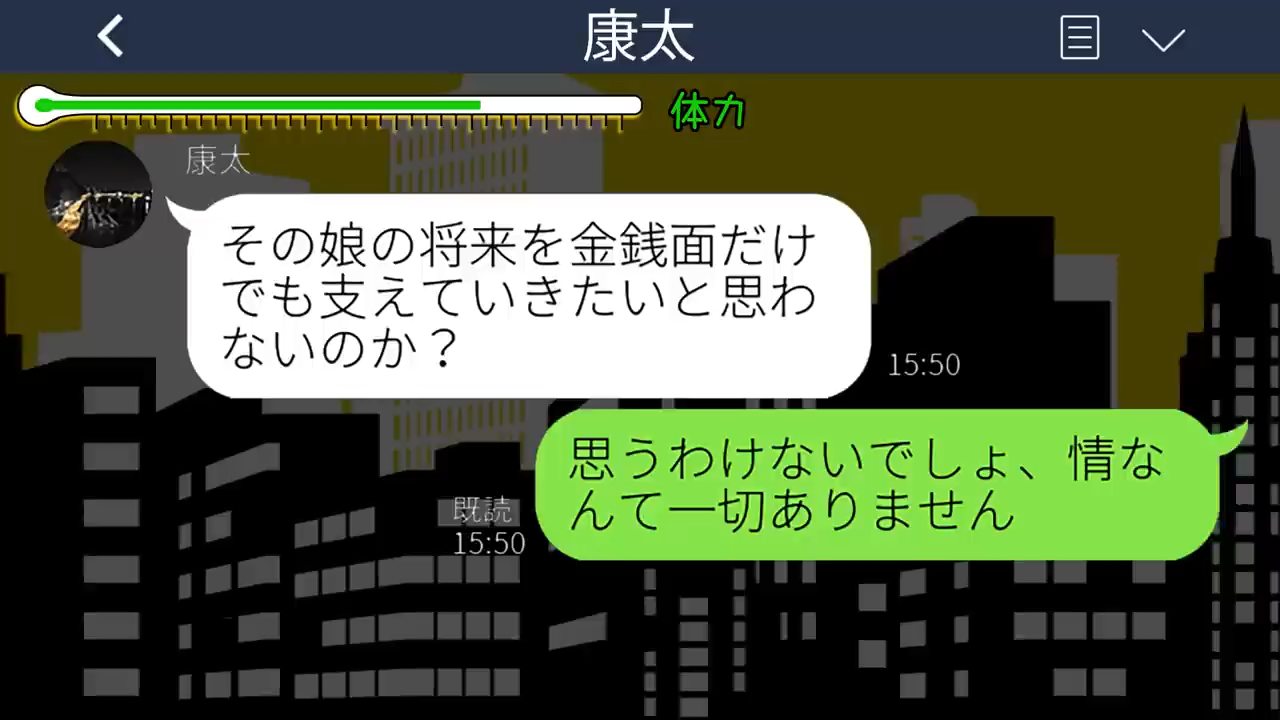 康太
体力
康太
その娘の将来を金銭面だけ
でも支えていきたいと思わ
ないのか？
15:50
思うわけないでしょ、情な
んて一切ありません
既読
15:50